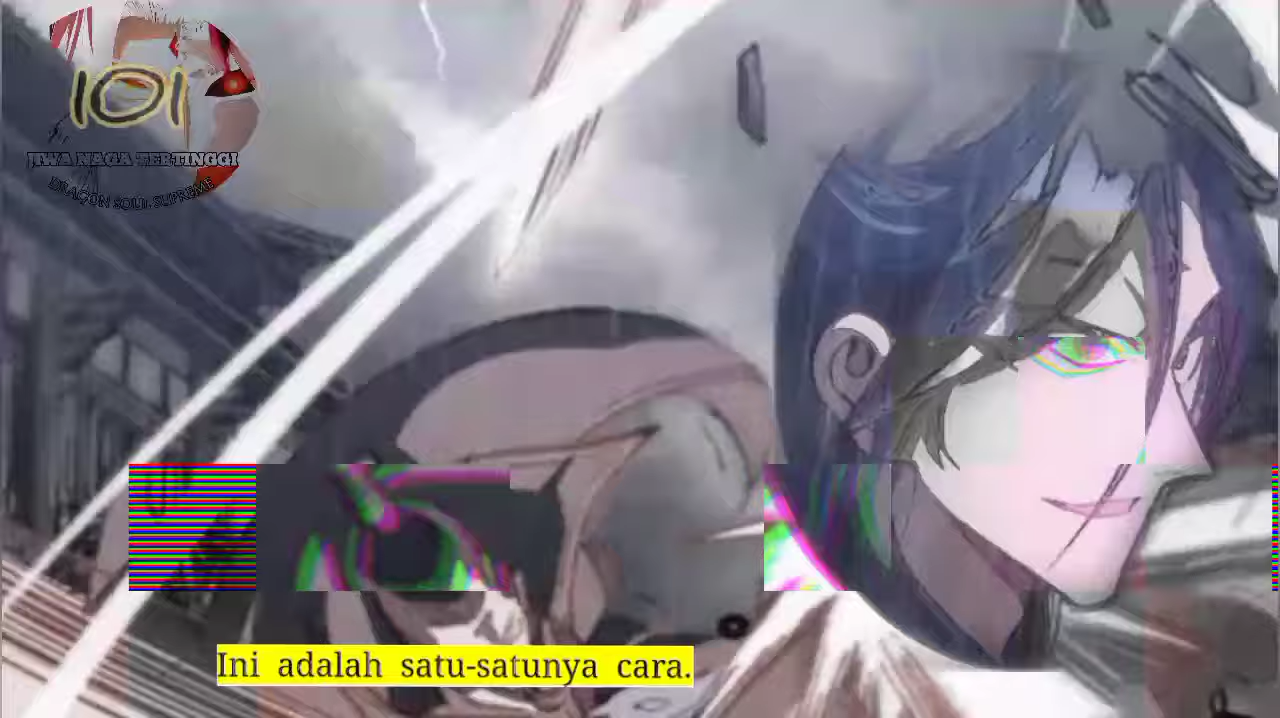 101
JIWA NAGA TERTINGGI
DRAGON SOUL SUPREME
Ini adalah satu-satunya cara.